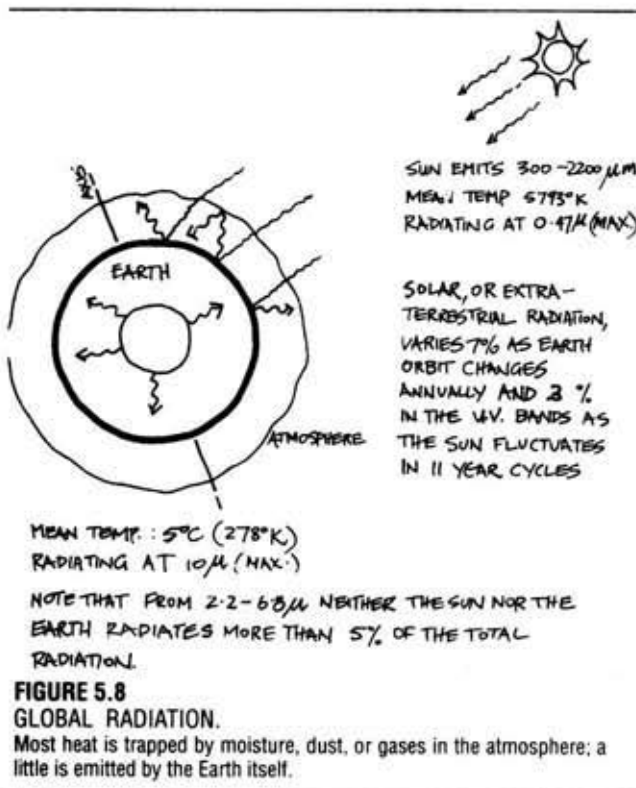 SUN EMITS 300-2200 µm
MEAN TEMP 5793°K
RADIATING AT 0.47µ (MAX)
AXIS
EARTH
SOLAR, OR EXTRA-
TERRESTRIAL RADIATION,
VARIES 7% AS EARTH
ORBIT CHANGES
ANNUALLY AND 3 %
IN THE U.V. BANDS AS
THE SUN FLUCTUATES
IN 11 YEAR CYCLES
ATMOSPHERE
MEAN TEMP. : 5°C (278°K)
RADIATING AT 10µ (MAX.)
NOTE THAT FROM 2.2-6.8µ NEITHER THE SUN NOR THE
EARTH RADIATES MORE THAN 5% OF THE TOTAL
RADIATION.
FIGURE 5.8
GLOBAL RADIATION.
Most heat is trapped by moisture, dust, or gases in the atmosphere; a
little is emitted by the Earth itself.